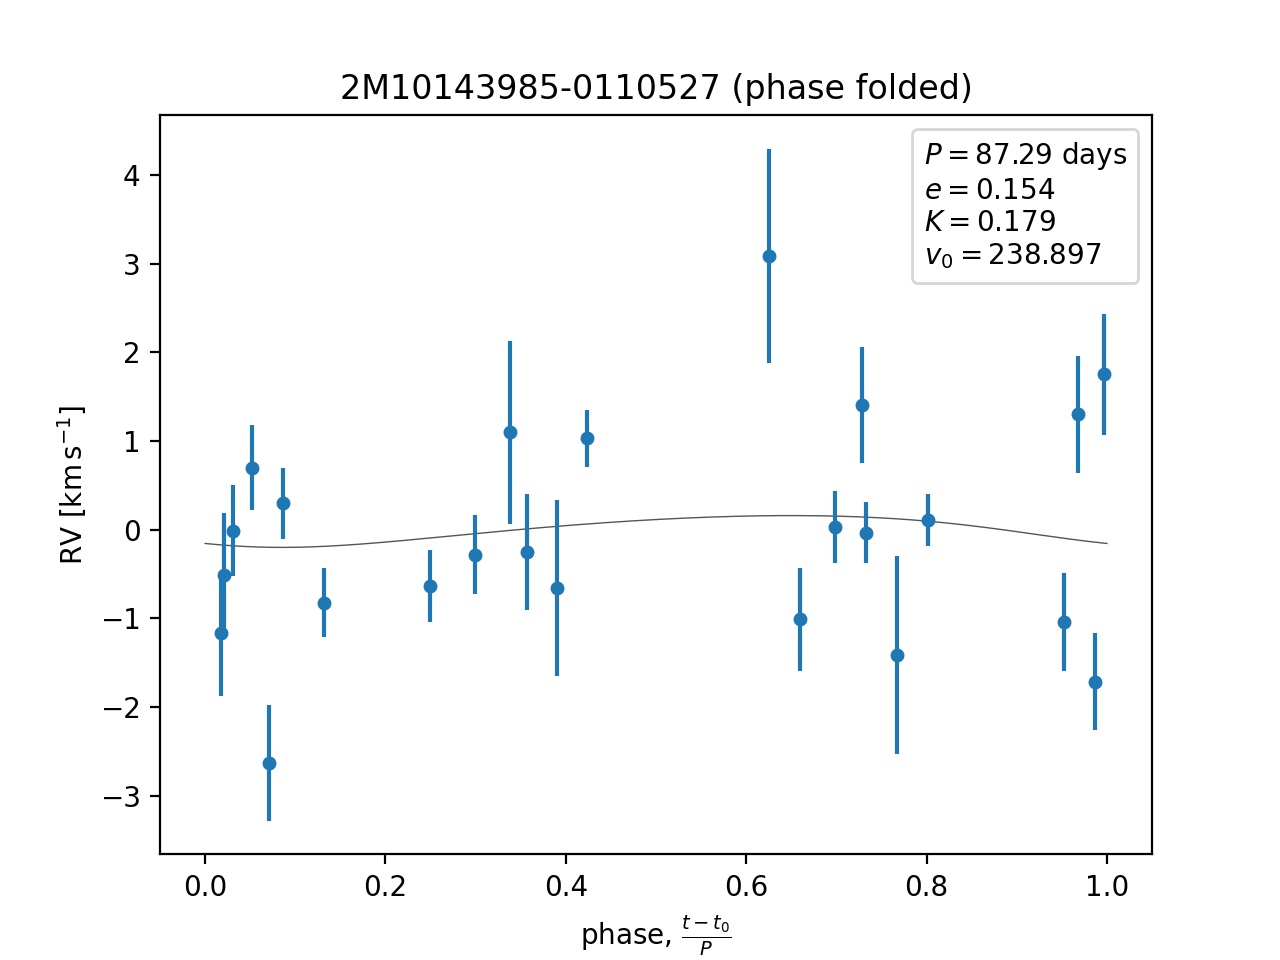 2M10143985-0110527 (phase folded)
P = 87.29 days
e = 0.154
K = 0.179
v₀ = 238.897
RV [km s⁻¹]
4
3
2
1
0
−1
−2
−3
0.0 0.2 0.4 0.6 0.8 1.0
phase, (t − t₀)/P